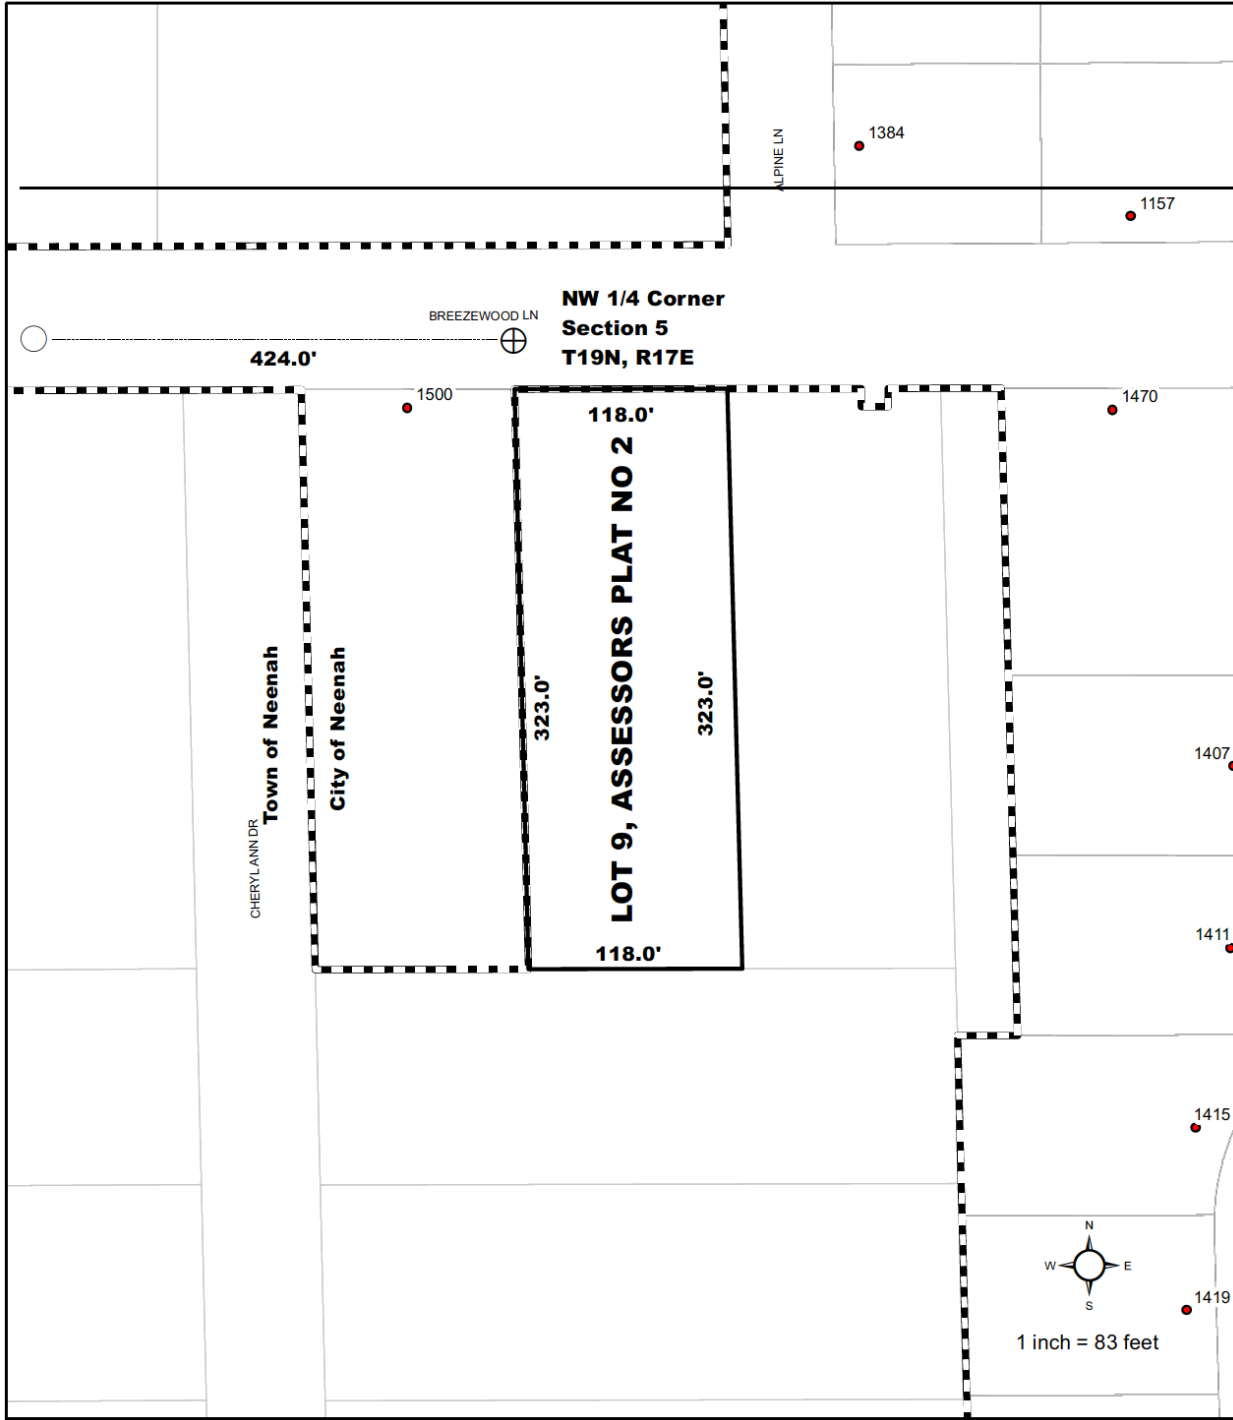 ALPINE LN
1384
1157
NW 1/4 Corner
Section 5
T19N, R17E
BREEZEWOOD LN
424.0'
1500
118.0'
1470
LOT 9, ASSESSORS PLAT NO 2
323.0'
323.0'
Town of Neenah
City of Neenah
CHERYL ANN DR
1407
1411
118.0'
1415
N
W
E
S
1419
1 inch = 83 feet